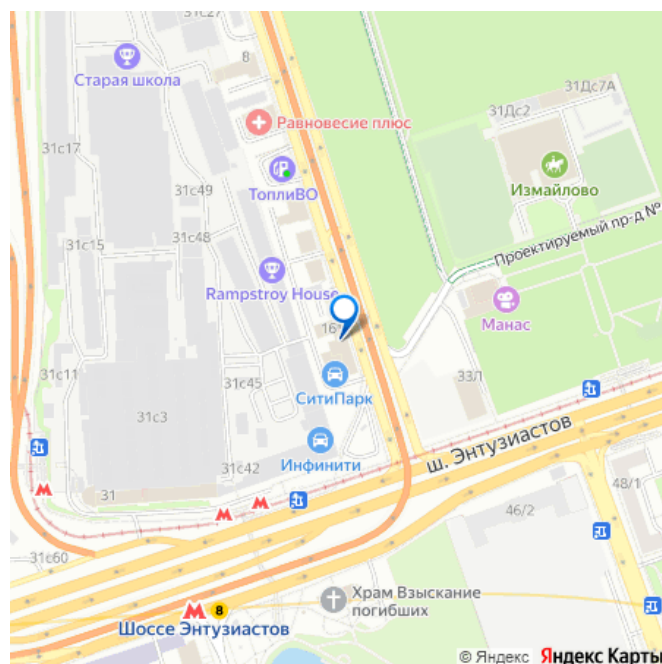 31с27
8
Старая школа
31Дс7А
31Дс2
Равновесие плюс
31с17
ТоплиВО
Измайлово
31с49
31с48
31с15
Проектируемый пр-д №
Rampstroy House
Манас
16
31с11
33Л
31с45
СитиПарк
31с3
ш. Энтузиастов
Инфинити
31с42
31
48/1
46/2
31с60
Храм Взыскание
погибших
8
Шоссе Энтузиастов
© Яндекс Яндекс Карты